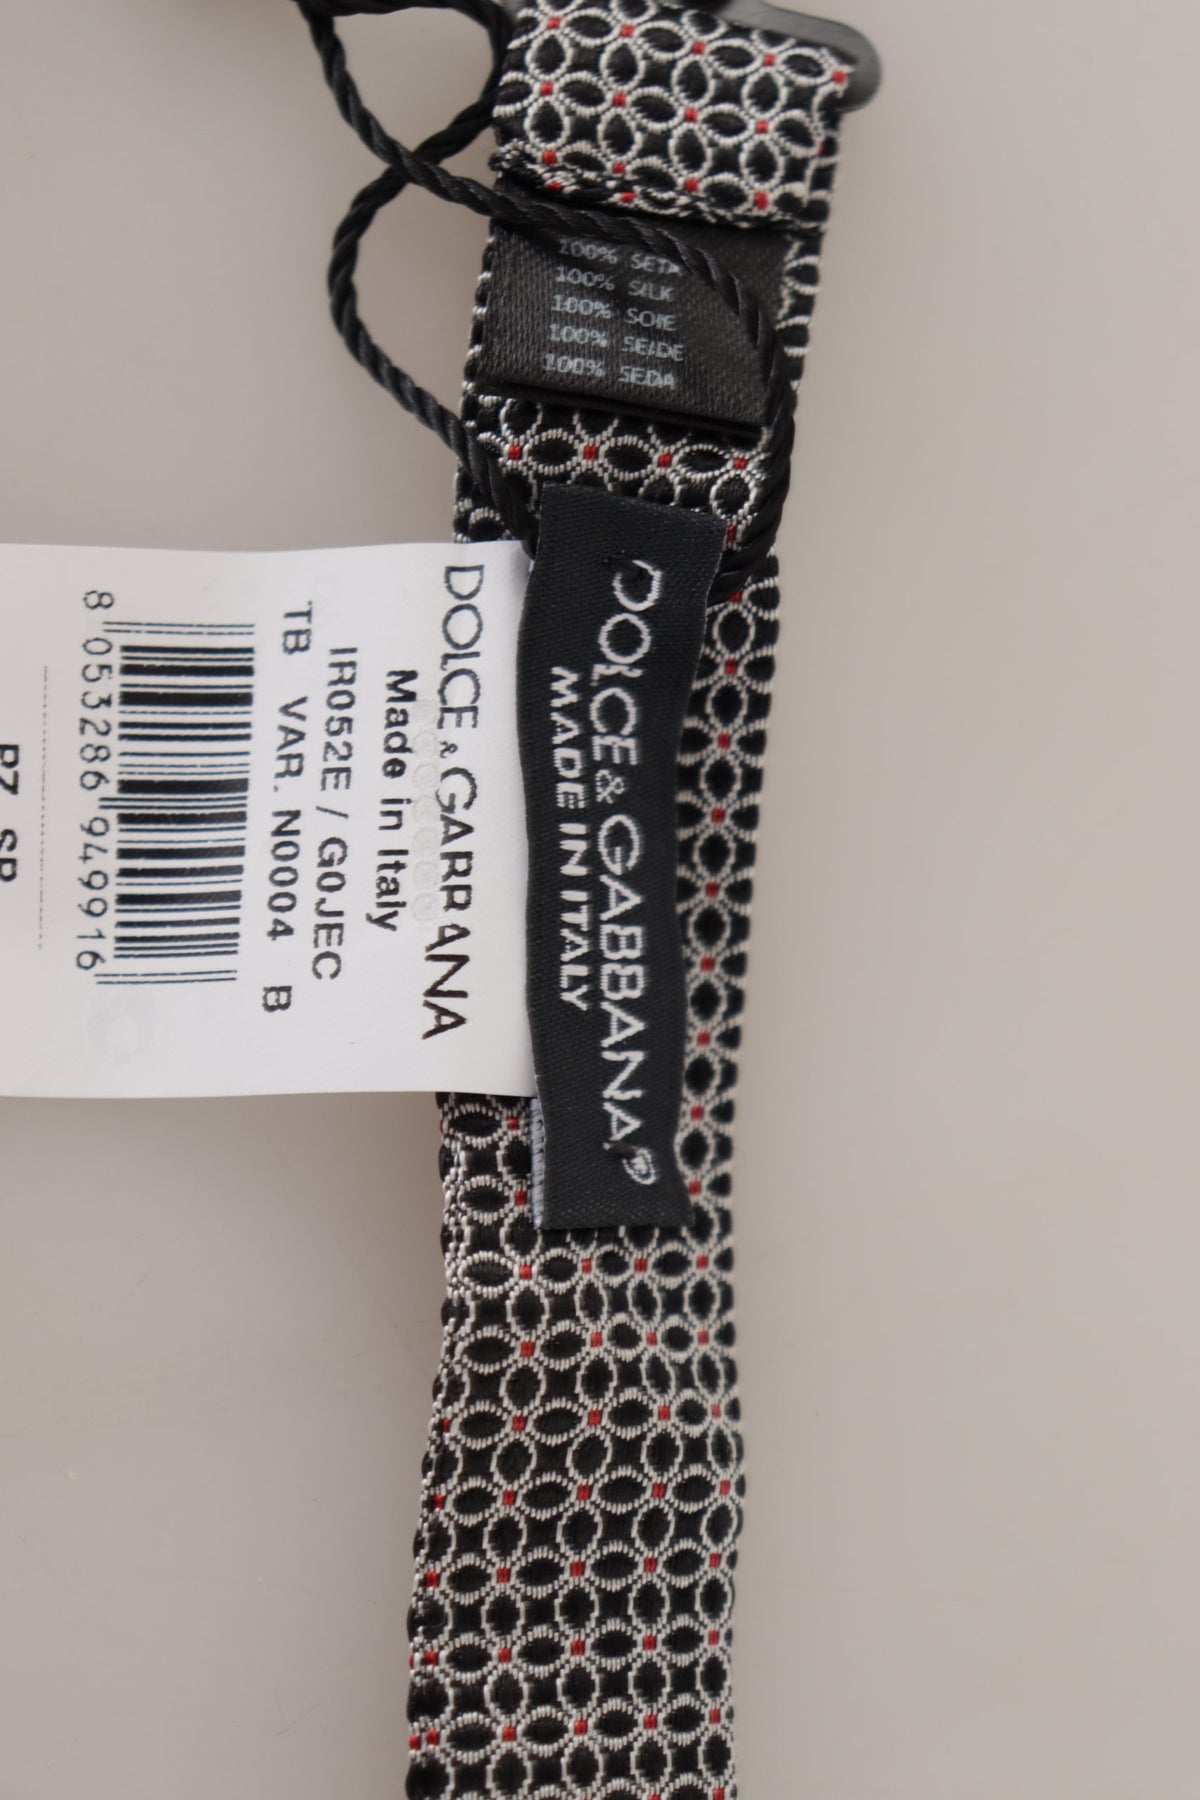 100% SETA
100% SILK
100% SOIE
100% SEIDE
100% SEDA
DOLCE & GABBANA
MADE IN ITALY
DOLCE & GARRANA
Made in Italy
IR052E / G0JEC
TB VAR. N0004 B
8 053286 949916